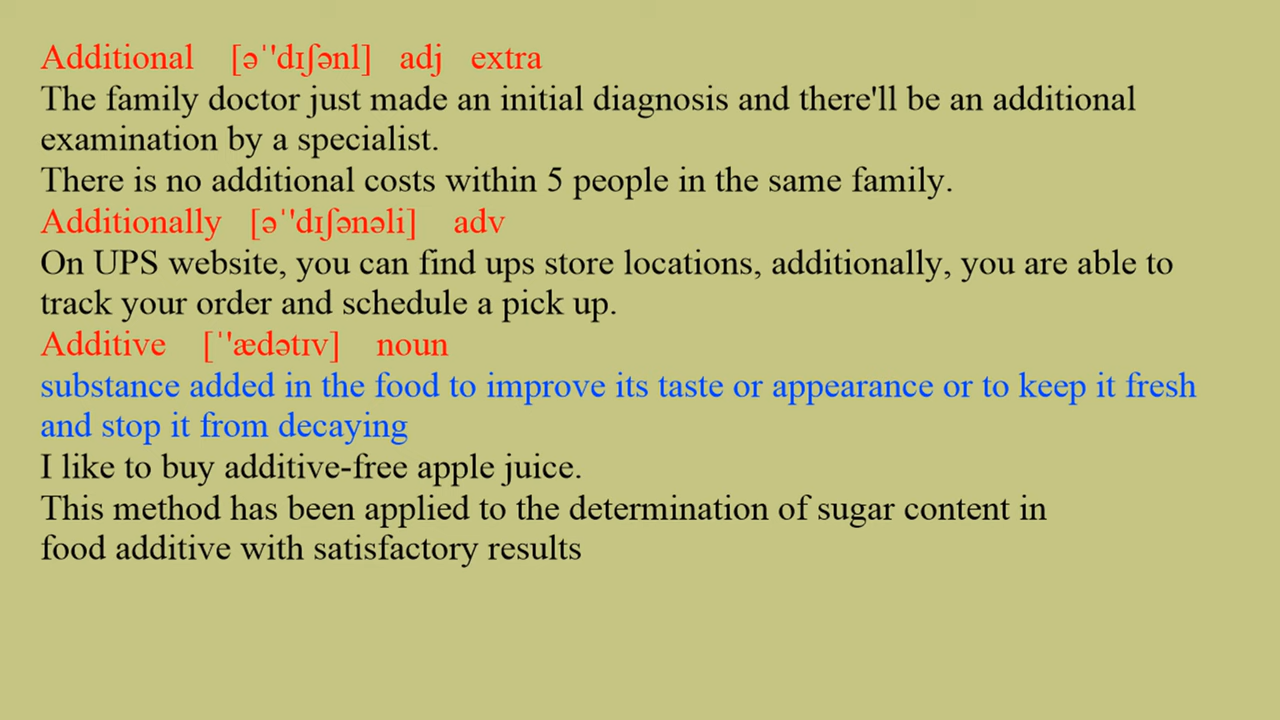 Additional [əˈ'dɪʃənl] adj extra
The family doctor just made an initial diagnosis and there'll be an additional
examination by a specialist.
There is no additional costs within 5 people in the same family.
Additionally [əˈ'dɪʃənəli] adv
On UPS website, you can find ups store locations, additionally, you are able to
track your order and schedule a pick up.
Additive [ˈ'ædətɪv] noun
substance added in the food to improve its taste or appearance or to keep it fresh
and stop it from decaying
I like to buy additive-free apple juice.
This method has been applied to the determination of sugar content in
food additive with satisfactory results